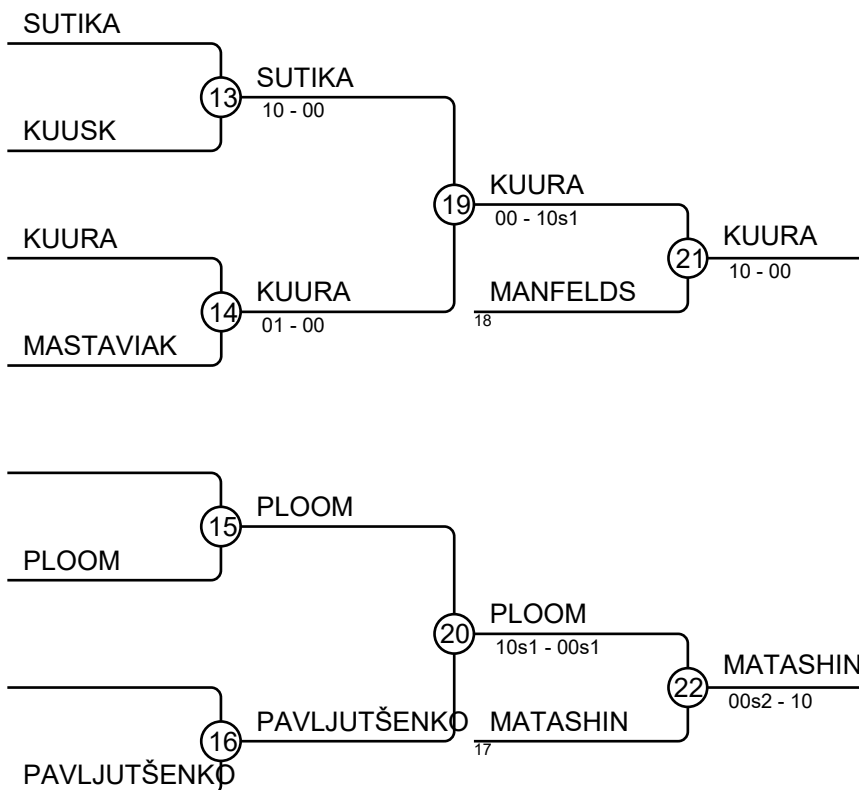 SUTIKA
13
SUTIKA
10 - 00
KUUSK
19
KUURA
00 - 10s1
KUURA
14
KUURA
01 - 00
MASTAVIAK
21
KUURA
10 - 00
MANFELDS
18
15
PLOOM
PLOOM
20
PLOOM
10s1 - 00s1
16
PAVLJUTŠENKO
PAVLJUTŠENKO
22
MATASHIN
00s2 - 10
MATASHIN
17